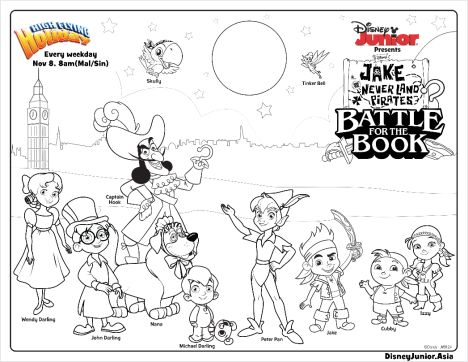 HIGH FLYING
HOLIDAY
Every weekday
Nov 8. 8am(Mal/Sin)
Disney
Junior
Presents
JAKE
AND THE
NEVER LAND
PIRATES
BATTLE
FOR THE
BOOK
Skully
Tinker Bell
Captain
Hook
Wendy Darling
John Darling
Nana
Michael Darling
Peter Pan
Jake
Cubby
Izzy
DisneyJunior.Asia